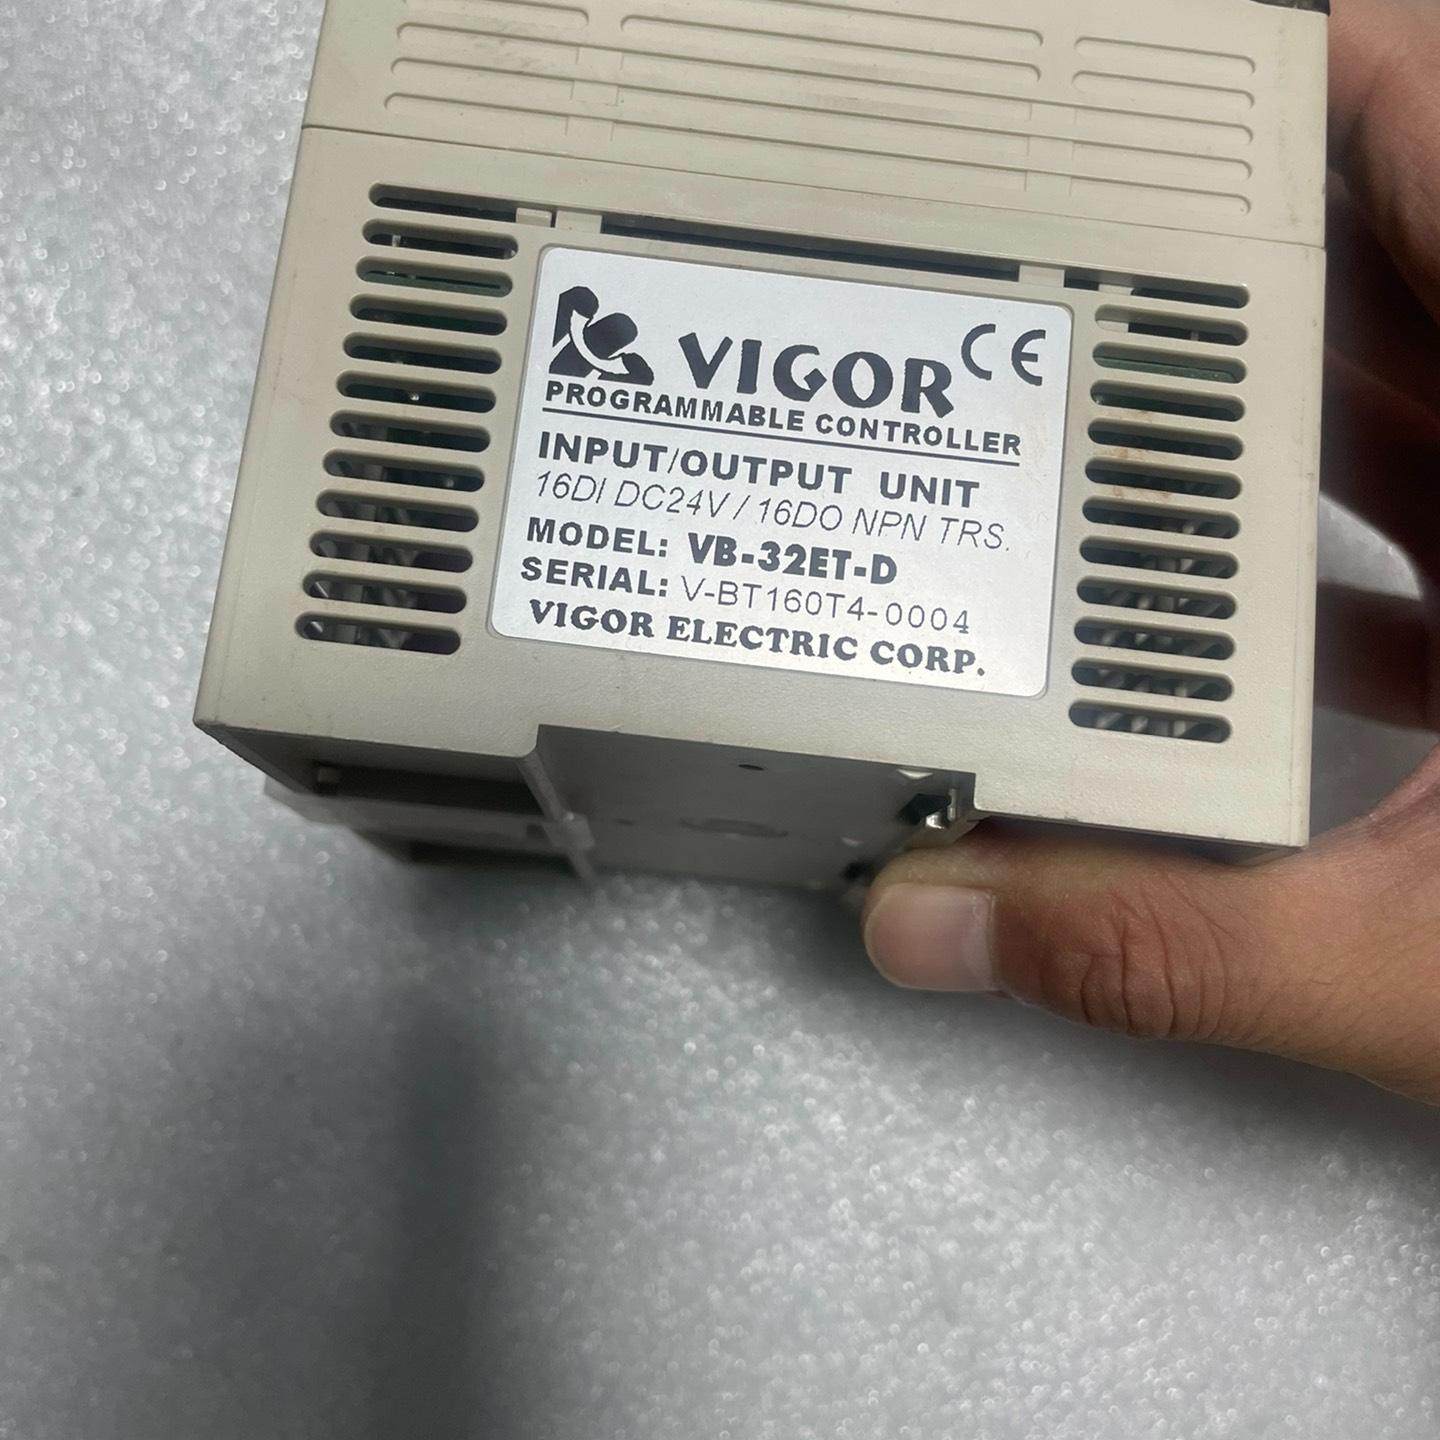 VIGOR CE
PROGRAMMABLE CONTROLLER
INPUT/OUTPUT UNIT
16DI DC24V / 16DO NPN TRS.
MODEL: VB-32ET-D
SERIAL: V-BT160T4-0004
VIGOR ELECTRIC CORP.